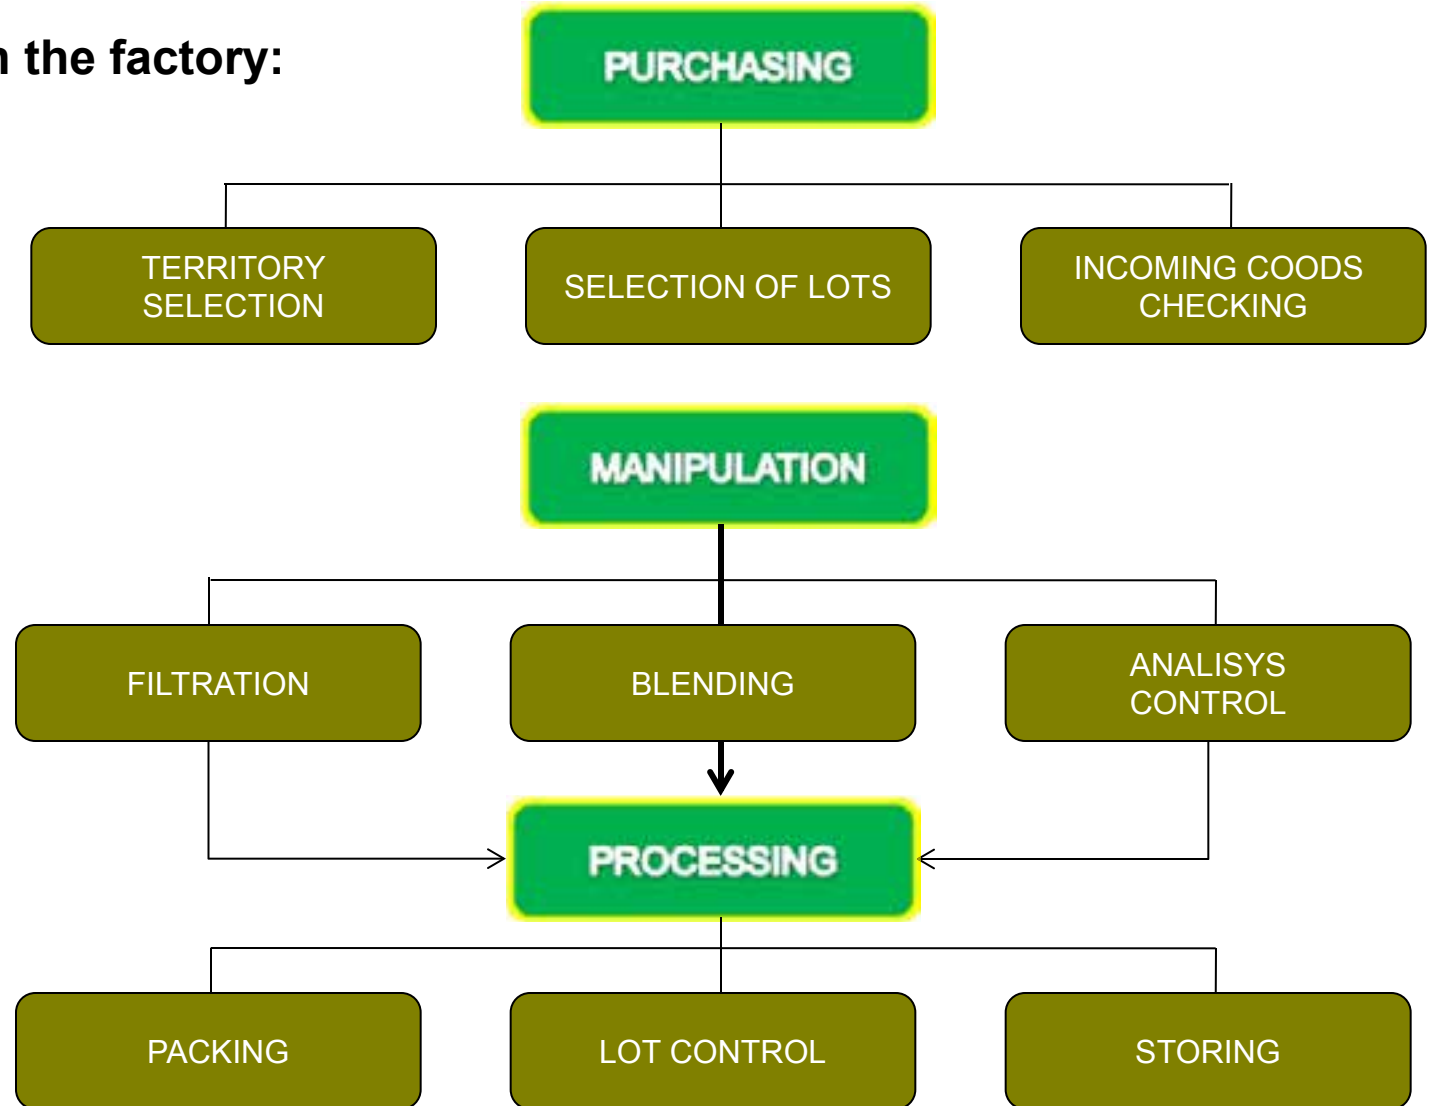 the factory:
PURCHASING
TERRITORY
SELECTION
SELECTION OF LOTS
INCOMING COODS
CHECKING
MANIPULATION
FILTRATION
BLENDING
ANALISYS
CONTROL
PROCESSING
PACKING
LOT CONTROL
STORING